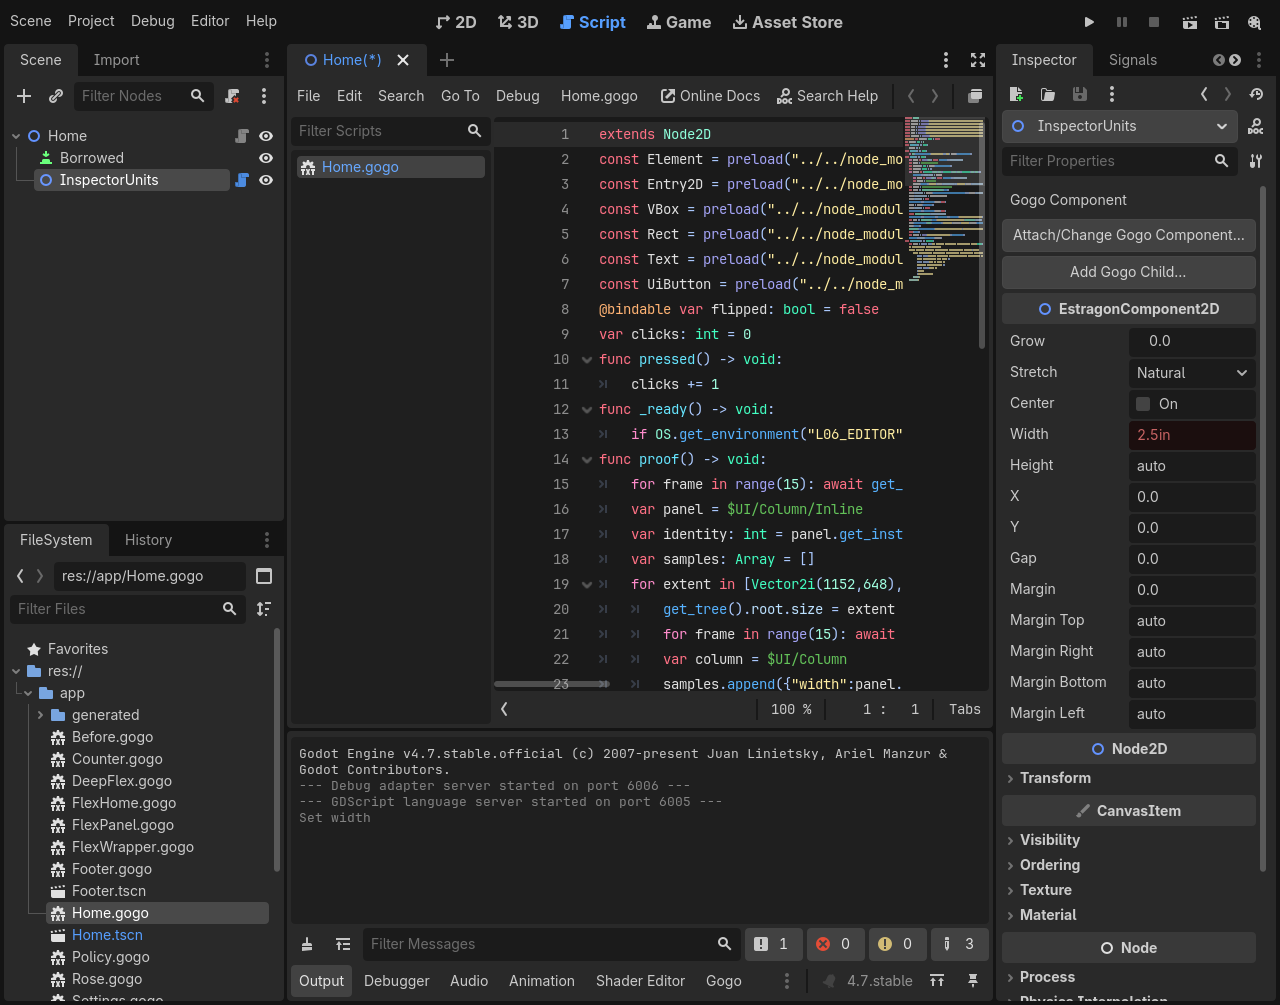 Scene Project Debug Editor Help
2D 3D Script Game Asset Store
Scene Import
Filter Nodes
Home
Borrowed
InspectorUnits
FileSystem History
res://app/Home.gogo
Filter Files
Favorites
res://
app
generated
Before.gogo
Counter.gogo
DeepFlex.gogo
FlexHome.gogo
FlexPanel.gogo
FlexWrapper.gogo
Footer.gogo
Footer.tscn
Home.gogo
Home.tscn
Policy.gogo
Rose.gogo
Settings.gogo
Home(*)
File Edit Search Go To Debug Home.gogo Online Docs Search Help
Filter Scripts
Home.gogo
1 extends Node2D
2 const Element = preload("../../node_mo
3 const Entry2D = preload("../../node_mo
4 const VBox = preload("../../node_modul
5 const Rect = preload("../../node_modul
6 const Text = preload("../../node_modul
7 const UiButton = preload("../../node_m
8 @bindable var flipped: bool = false
9 var clicks: int = 0
10 func pressed() -> void:
11 clicks += 1
12 func _ready() -> void:
13 if OS.get_environment("L06_EDITOR"
14 func proof() -> void:
15 for frame in range(15): await get_
16 var panel = $UI/Column/Inline
17 var identity: int = panel.get_inst
18 var samples: Array = []
19 for extent in [Vector2i(1152,648),
20 get_tree().root.size = extent
21 for frame in range(15): await
22 var column = $UI/Column
23 samples.append({"width":panel.
100 % 1 : 1 Tabs
Godot Engine v4.7.stable.official (c) 2007-present Juan Linietsky, Ariel Manzur &
Godot Contributors.
--- Debug adapter server started on port 6006 ---
--- GDScript language server started on port 6005 ---
Set width
Filter Messages 1 0 0 3
Output Debugger Audio Animation Shader Editor Gogo 4.7.stable
Inspector Signals
InspectorUnits
Filter Properties
Gogo Component
Attach/Change Gogo Component...
Add Gogo Child...
EstragonComponent2D
Grow 0.0
Stretch Natural
Center On
Width 2.5in
Height auto
X 0.0
Y 0.0
Gap 0.0
Margin 0.0
Margin Top auto
Margin Right auto
Margin Bottom auto
Margin Left auto
Node2D
Transform
CanvasItem
Visibility
Ordering
Texture
Material
Node
Process
Physics Interpolation